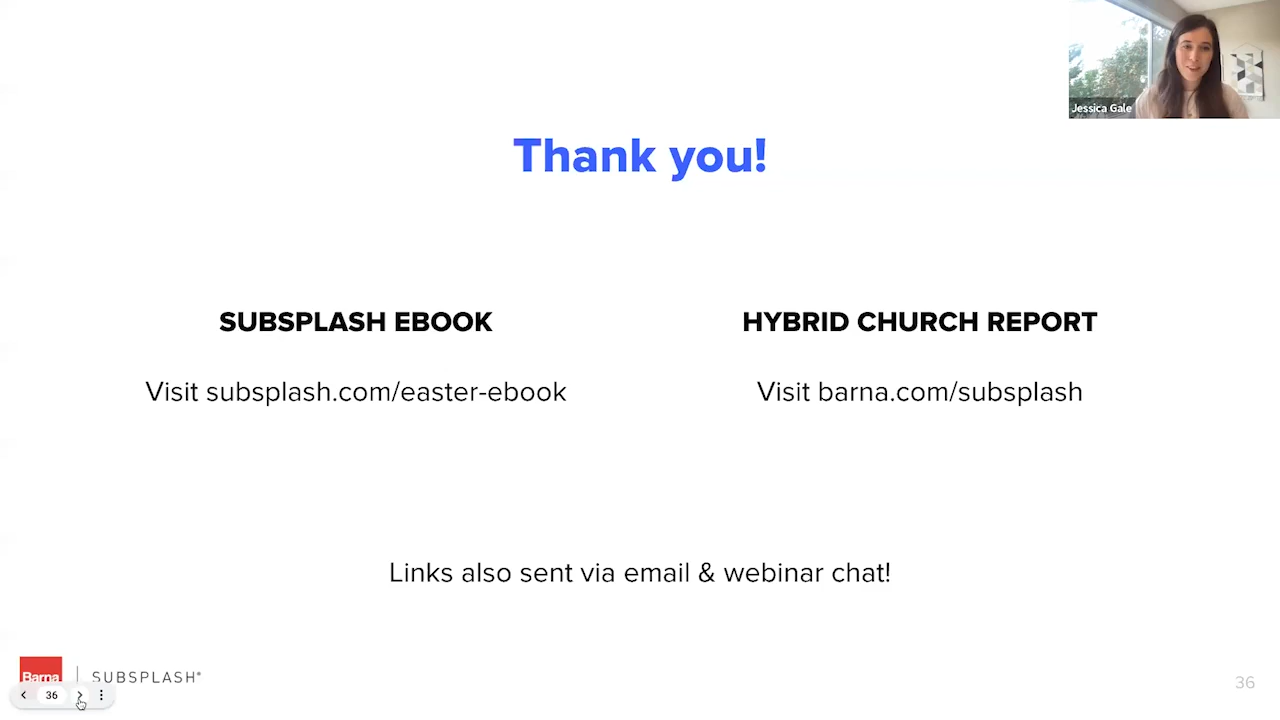 Jessica Gale
Thank you!
SUBSPLASH EBOOK
Visit subsplash.com/easter-ebook
HYBRID CHURCH REPORT
Visit barna.com/subsplash
Links also sent via email & webinar chat!
Barna
SUBSPLASH®
36
36